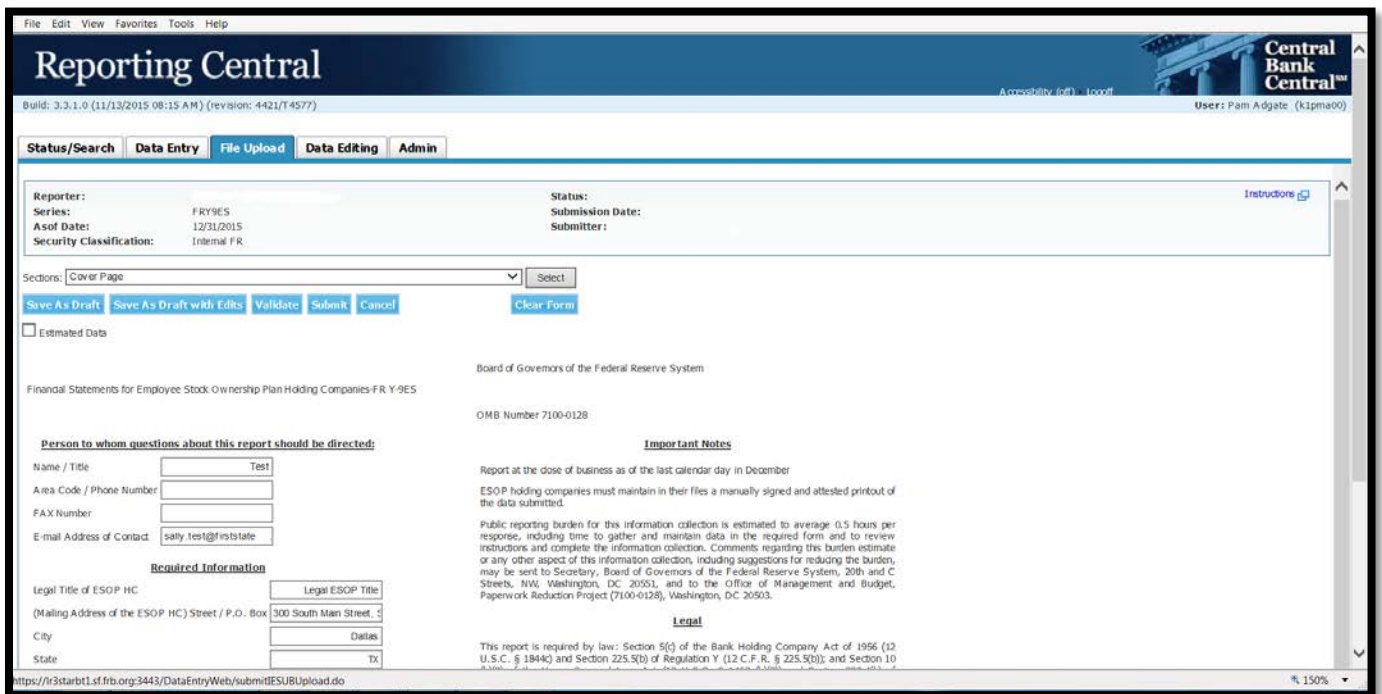 File Edit View Favorites Tools Help
Reporting Central
Central
Bank
Central℠
Accessibility (off) Logoff
Build: 3.3.1.0 (11/13/2015 08:15 AM) (revision: 4421/T4577)
User: Pam Adgate (k1pma00)
Status/Search Data Entry File Upload Data Editing Admin
Reporter: Status: Instructions
Series: FRY9ES Submission Date:
Asof Date: 12/31/2015 Submitter:
Security Classification: Internal FR
Sections: Cover Page Select
Save As Draft Save As Draft with Edits Validate Submit Cancel Clear Form
Estimated Data
Board of Governors of the Federal Reserve System
Financial Statements for Employee Stock Ownership Plan Holding Companies-FR Y-9ES
OMB Number 7100-0128
Person to whom questions about this report should be directed:
Name / Title Test
Area Code / Phone Number
FAX Number
E-mail Address of Contact sally.test@firststate
Required Information
Legal Title of ESOP HC Legal ESOP Title
(Mailing Address of the ESOP HC) Street / P.O. Box 300 South Main Street, S
City Dallas
State TX
Important Notes
Report at the close of business as of the last calendar day in December
ESOP holding companies must maintain in their files a manually signed and attested printout of
the data submitted.
Public reporting burden for this information collection is estimated to average 0.5 hours per
response, including time to gather and maintain data in the required form and to review
instructions and complete the information collection. Comments regarding this burden estimate
or any other aspect of this information collection, including suggestions for reducing the burden,
may be sent to Secretary, Board of Governors of the Federal Reserve System, 20th and C
Streets, NW, Washington, DC 20551, and to the Office of Management and Budget,
Paperwork Reduction Project (7100-0128), Washington, DC 20503.
Legal
This report is required by law: Section 5(c) of the Bank Holding Company Act of 1956 (12
U.S.C. § 1844c) and Section 225.5(b) of Regulation Y (12 C.F.R. § 225.5(b)); and Section 10
https://lr3starbt1.sf.frb.org:3443/DataEntryWeb/submitIESUBUpload.do
150%